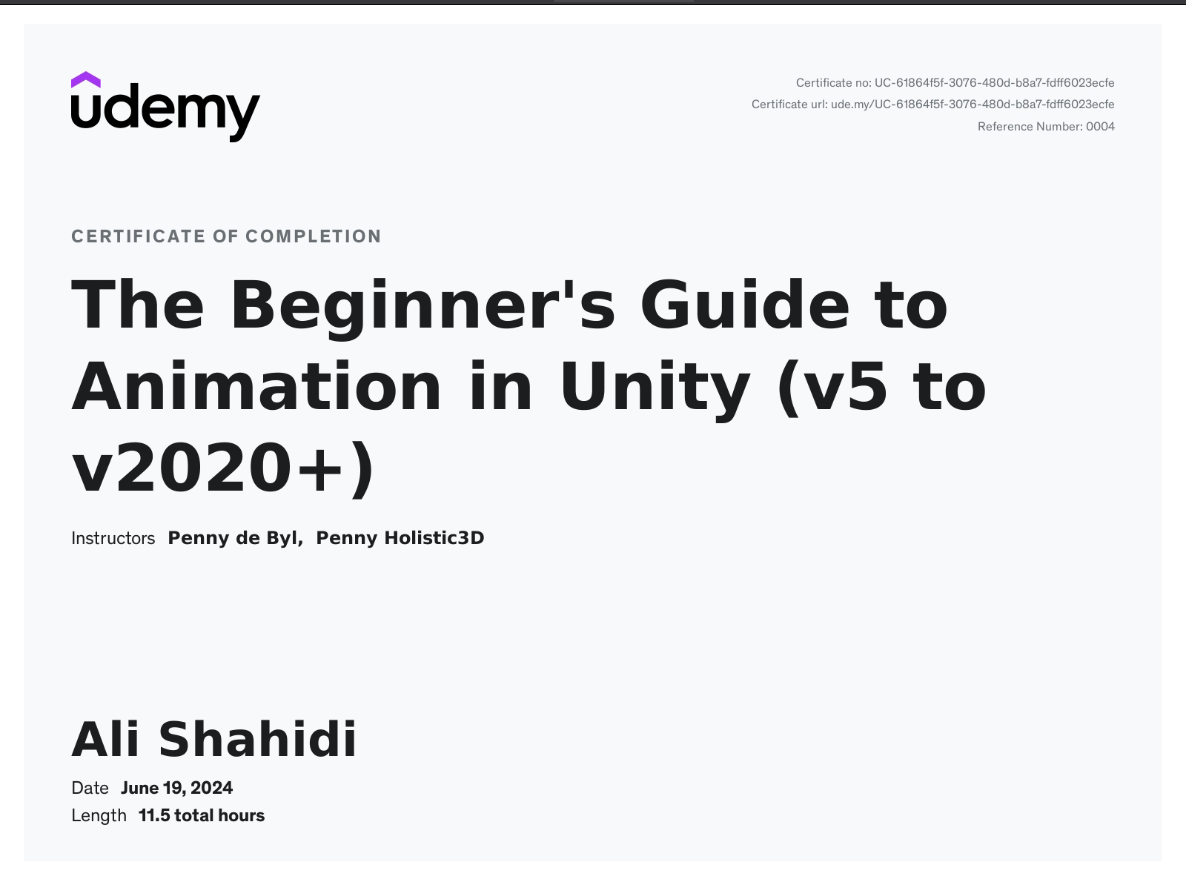 udemy
Certificate no: UC-61864f5f-3076-480d-b8a7-fdff6023ecfe
Certificate url: ude.my/UC-61864f5f-3076-480d-b8a7-fdff6023ecfe
Reference Number: 0004
CERTIFICATE OF COMPLETION
The Beginner's Guide to
Animation in Unity (v5 to
v2020+)
Instructors Penny de Byl, Penny Holistic3D
Ali Shahidi
Date June 19, 2024
Length 11.5 total hours